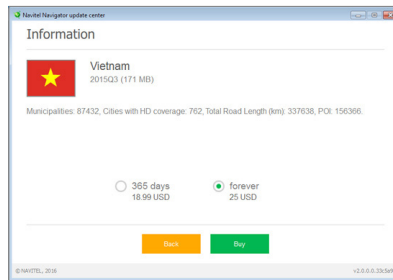 Navitel Navigator update center
Information
Vietnam
2015Q3 (171 MB)
Municipalities: 87432, Cities with HD coverage: 762, Total Road Length (km): 337638, POI: 156366.
365 days
18.99 USD
forever
25 USD
Back
Buy
© NAVITEL, 2016